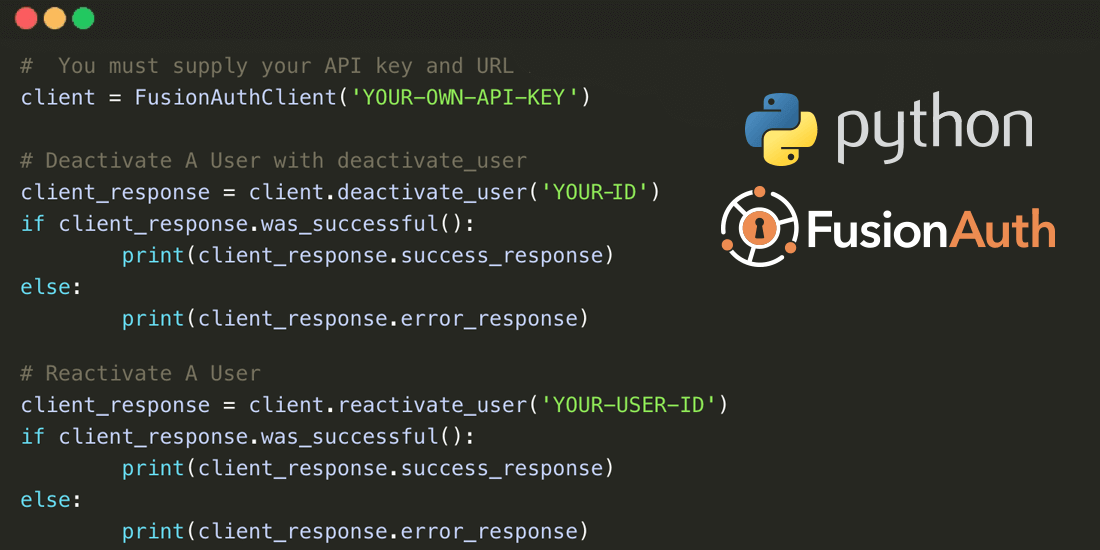 #  You must supply your API key and URL
client = FusionAuthClient('YOUR-OWN-API-KEY')
# Deactivate A User with deactivate_user
client_response = client.deactivate_user('YOUR-ID')
if client_response.was_successful():
        print(client_response.success_response)
else:
        print(client_response.error_response)
# Reactivate A User
client_response = client.reactivate_user('YOUR-USER-ID')
if client_response.was_successful():
        print(client_response.success_response)
else:
        print(client_response.error_response)
python
FusionAuth